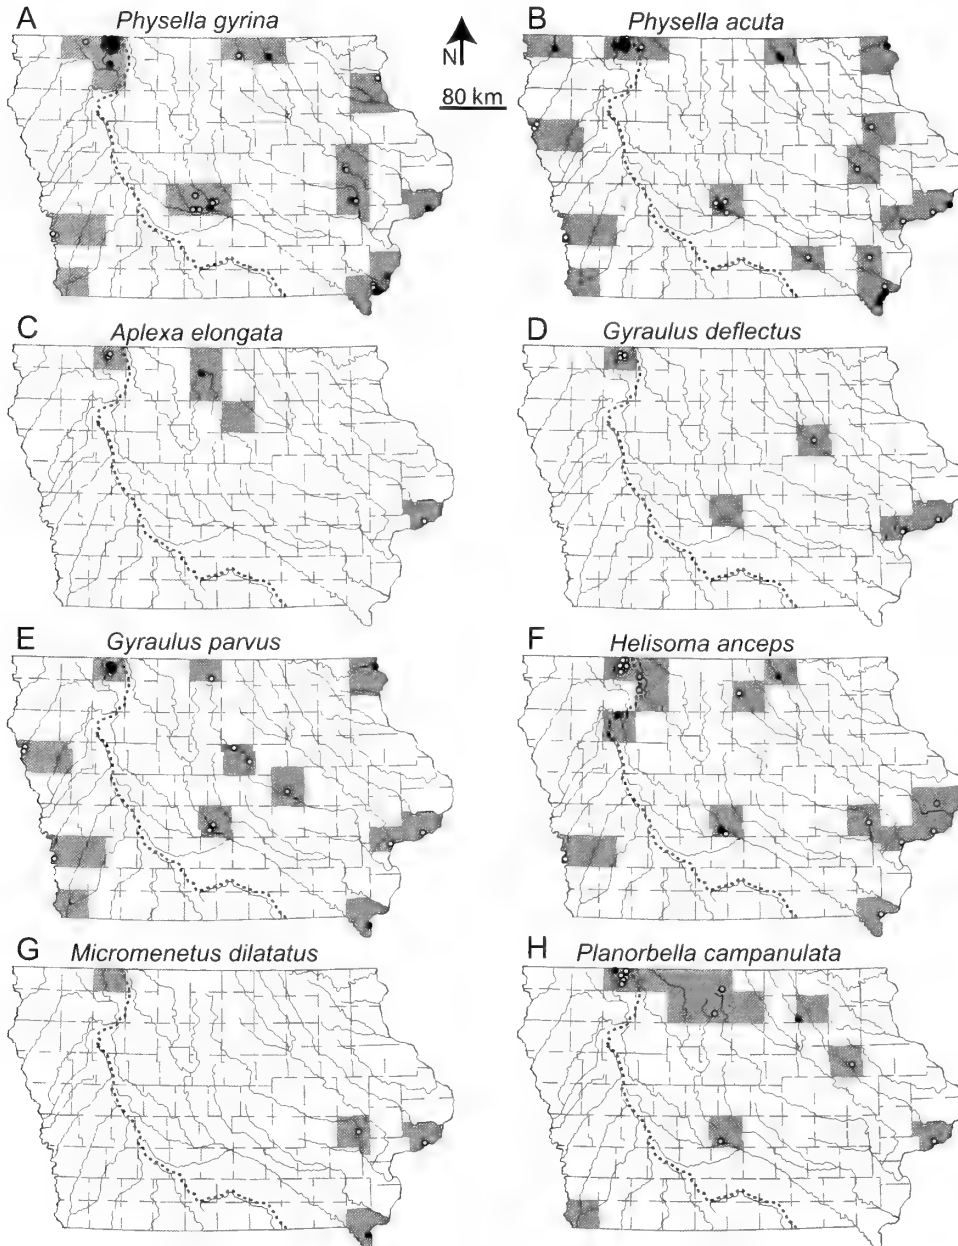 A Physella gyrina
B Physella acuta
N
80 km
C Aplexa elongata
D Gyraulus deflectus
E Gyraulus parvus
F Helisoma anceps
G Micromenetus dilatatus
H Planorbella campanulata